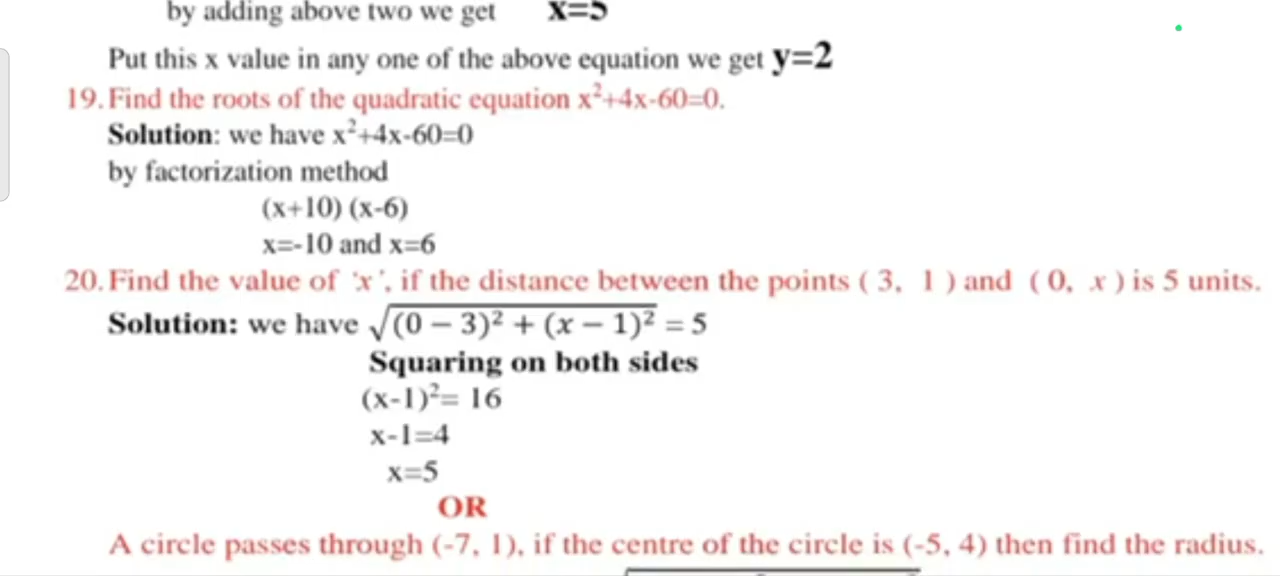 by adding above two we get x=5
Put this x value in any one of the above equation we get y=2
19. Find the roots of the quadratic equation x²+4x-60=0.
Solution: we have x²+4x-60=0
by factorization method
(x+10) (x-6)
x=-10 and x=6
20. Find the value of ‘x’, if the distance between the points ( 3, 1 ) and ( 0, x ) is 5 units.
Solution: we have √(0 – 3)² + (x – 1)² = 5
Squaring on both sides
(x-1)²= 16
x-1=4
x=5
OR
A circle passes through (-7, 1), if the centre of the circle is (-5, 4) then find the radius.